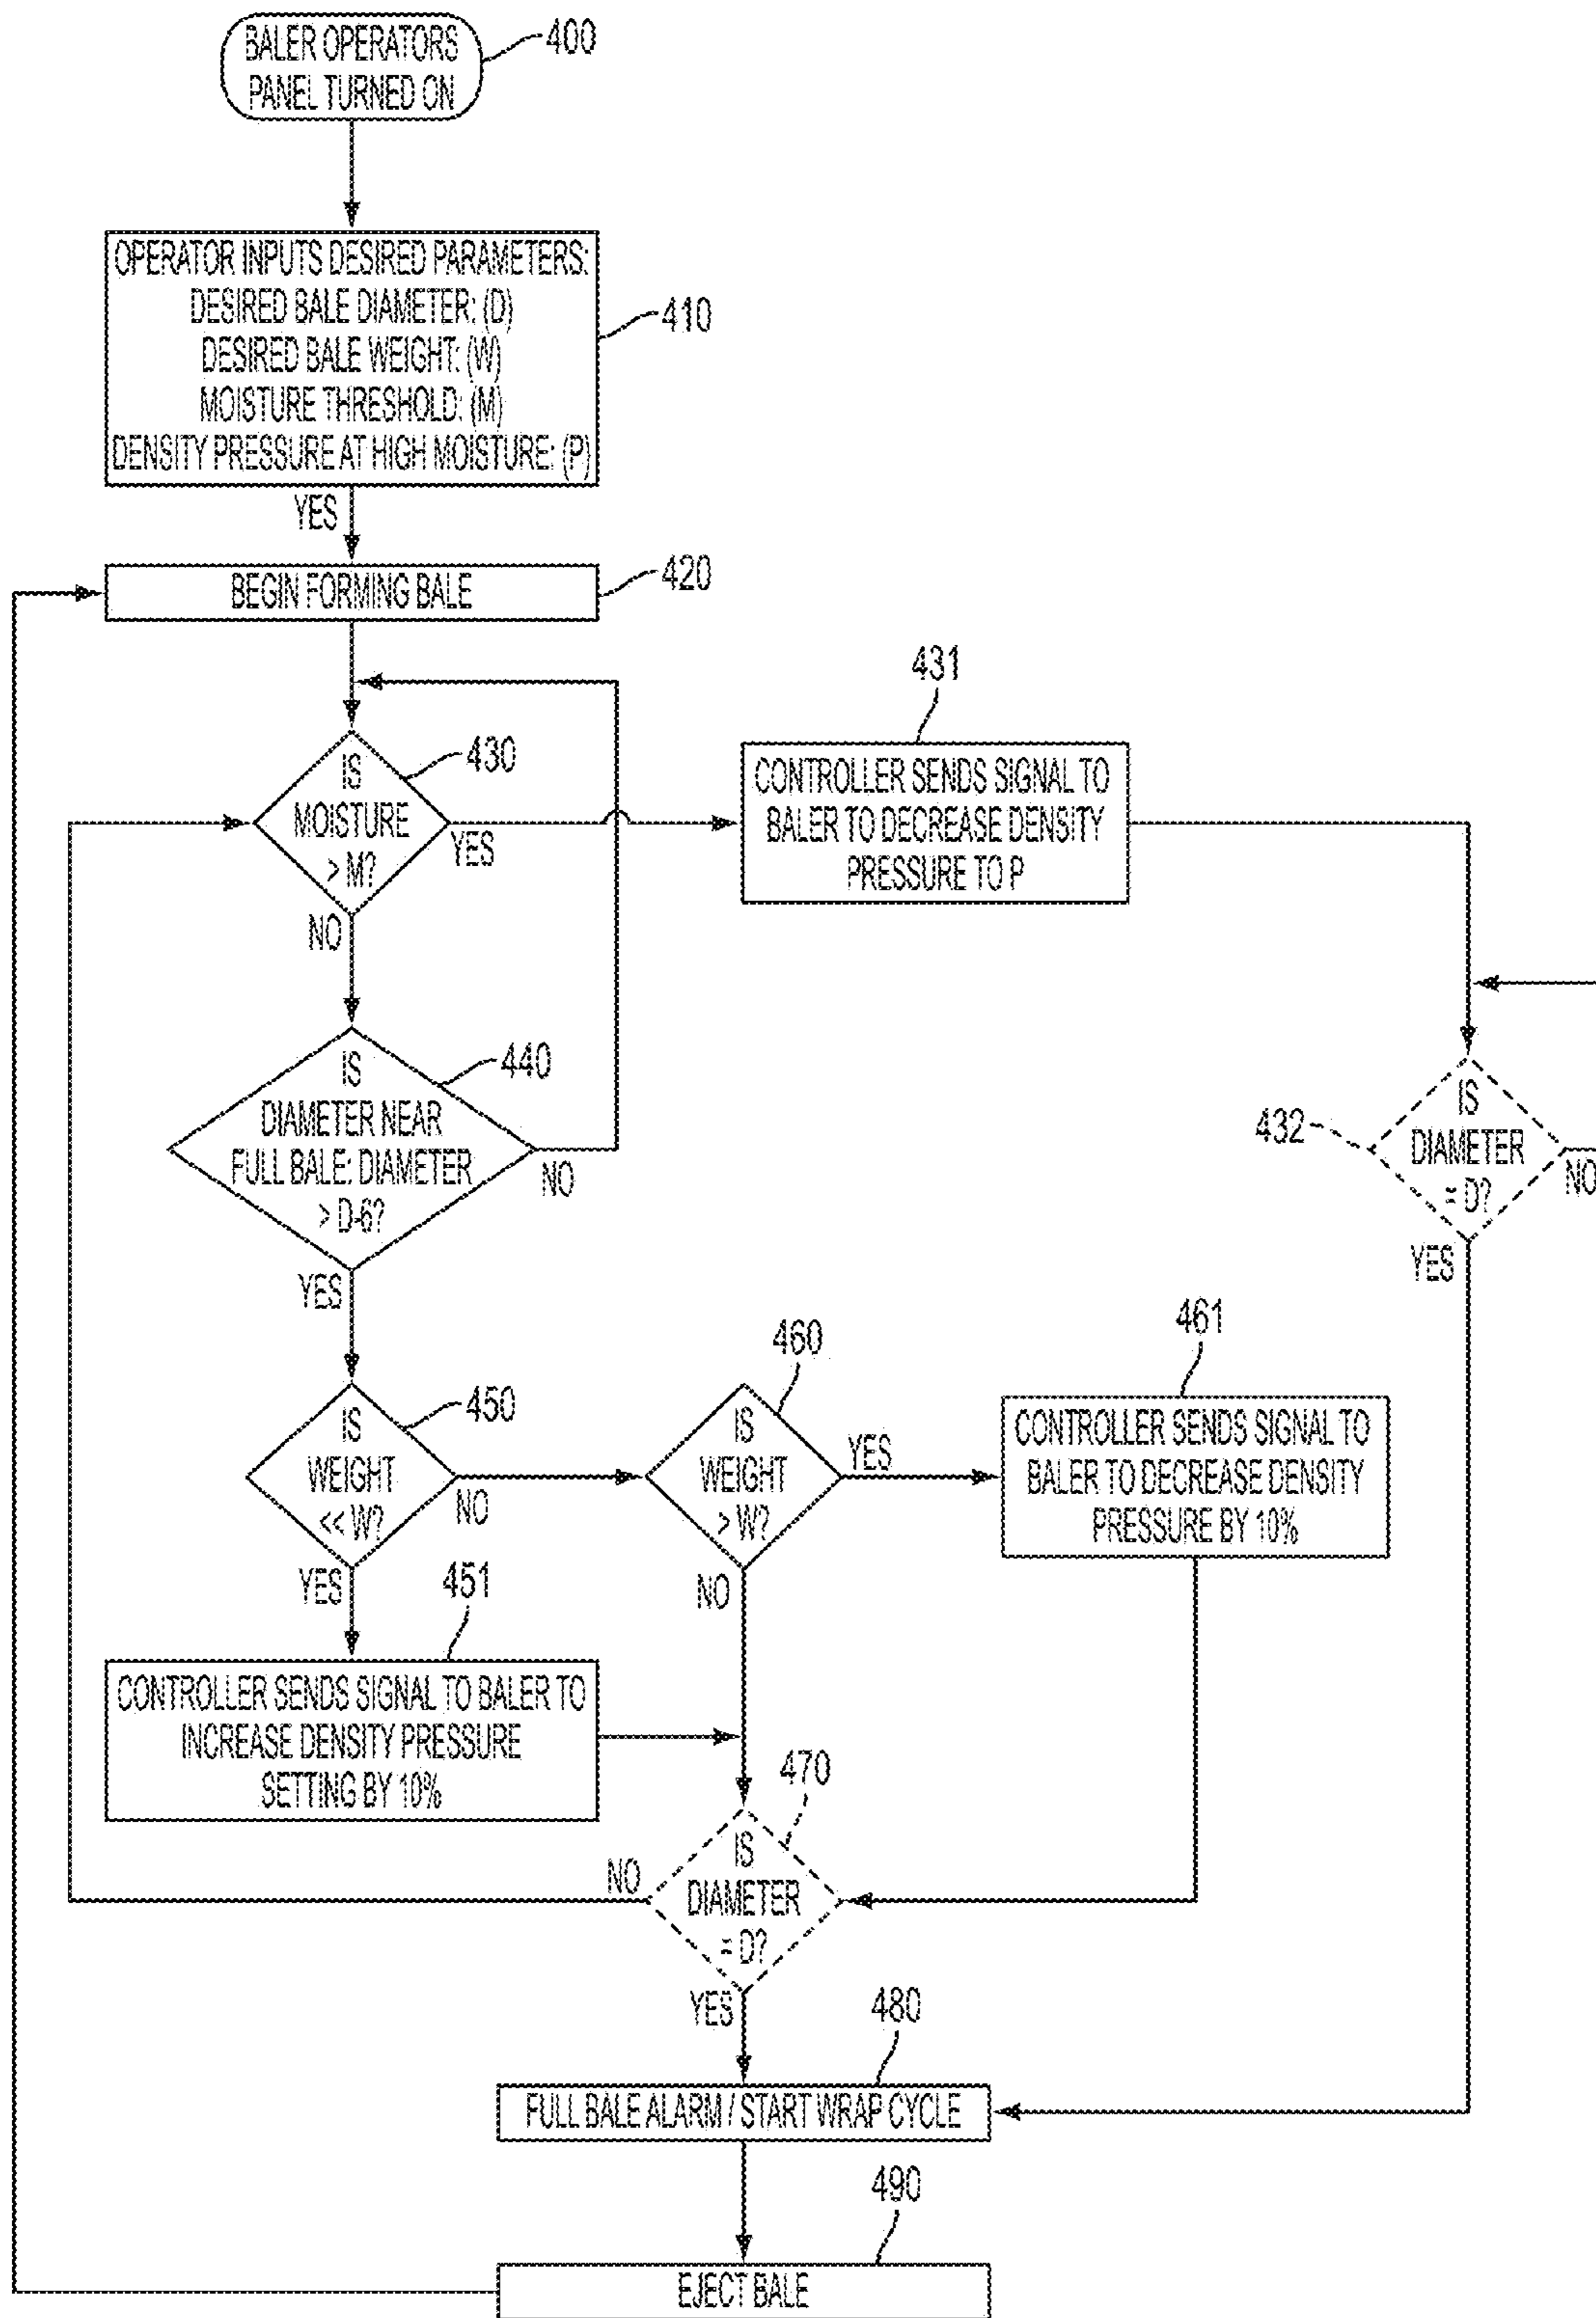 BALER OPERATORS
PANEL TURNED ON
400
OPERATOR INPUTS DESIRED PARAMETERS:
DESIRED BALE DIAMETER: (D)
DESIRED BALE WEIGHT: (W)
MOISTURE THRESHOLD: (M)
DENSITY PRESSURE AT HIGH MOISTURE: (P)
410
YES
BEGIN FORMING BALE
420
IS
MOISTURE
> M?
430
YES
NO
431
CONTROLLER SENDS SIGNAL TO
BALER TO DECREASE DENSITY
PRESSURE TO P
IS
DIAMETER NEAR
FULL BALE: DIAMETER
> D-6?
440
NO
YES
432
IS
DIAMETER
= D?
NO
YES
IS
WEIGHT
<< W?
450
NO
YES
460
IS
WEIGHT
> W?
YES
NO
461
CONTROLLER SENDS SIGNAL TO
BALER TO DECREASE DENSITY
PRESSURE BY 10%
451
CONTROLLER SENDS SIGNAL TO BALER TO
INCREASE DENSITY PRESSURE
SETTING BY 10%
470
IS
DIAMETER
= D?
NO
YES
480
FULL BALE ALARM / START WRAP CYCLE
490
EJECT BALE